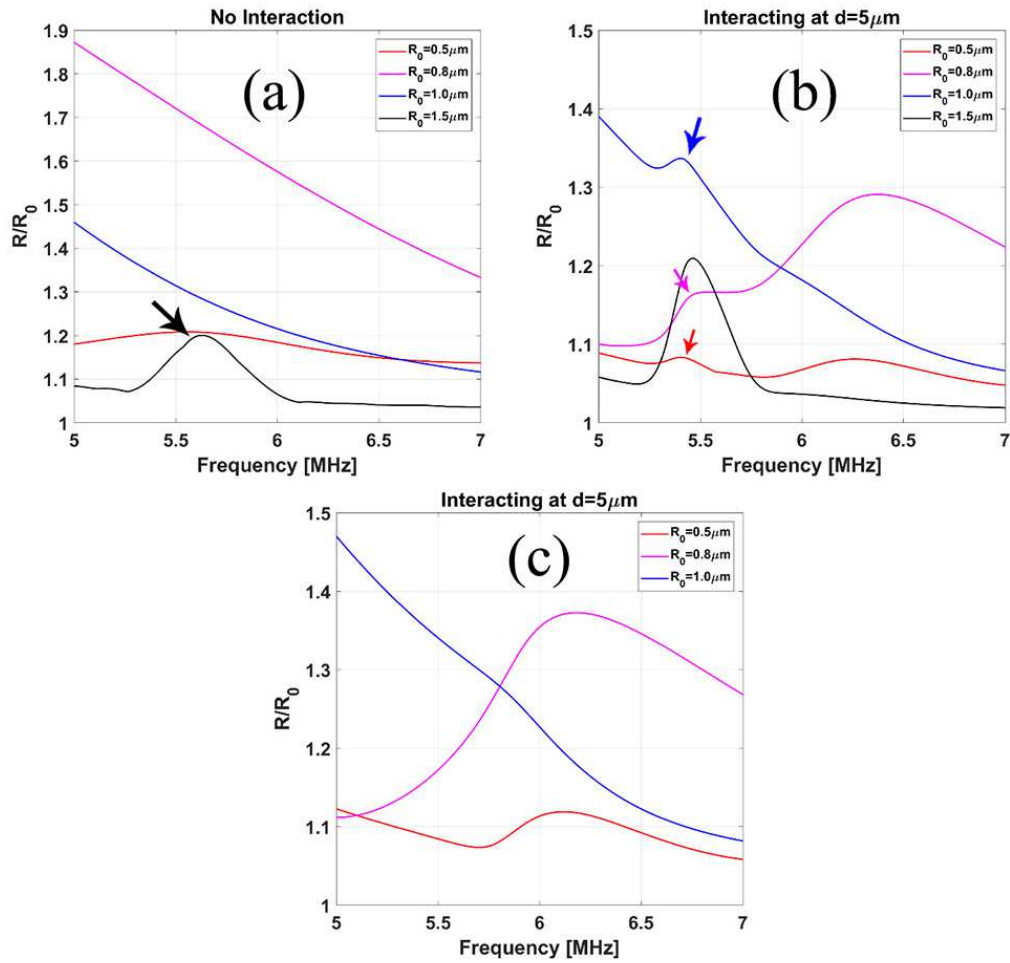 No Interaction
(a)
R₀=0.5μm
R₀=0.8μm
R₀=1.0μm
R₀=1.5μm
R/R₀
1.9
1.8
1.7
1.6
1.5
1.4
1.3
1.2
1.1
1
5 5.5 6 6.5 7
Frequency [MHz]
Interacting at d=5μm
(b)
R₀=0.5μm
R₀=0.8μm
R₀=1.0μm
R₀=1.5μm
R/R₀
1.5
1.4
1.3
1.2
1.1
1
5 5.5 6 6.5 7
Frequency [MHz]
Interacting at d=5μm
(c)
R₀=0.5μm
R₀=0.8μm
R₀=1.0μm
R/R₀
1.5
1.4
1.3
1.2
1.1
1
5 5.5 6 6.5 7
Frequency [MHz]